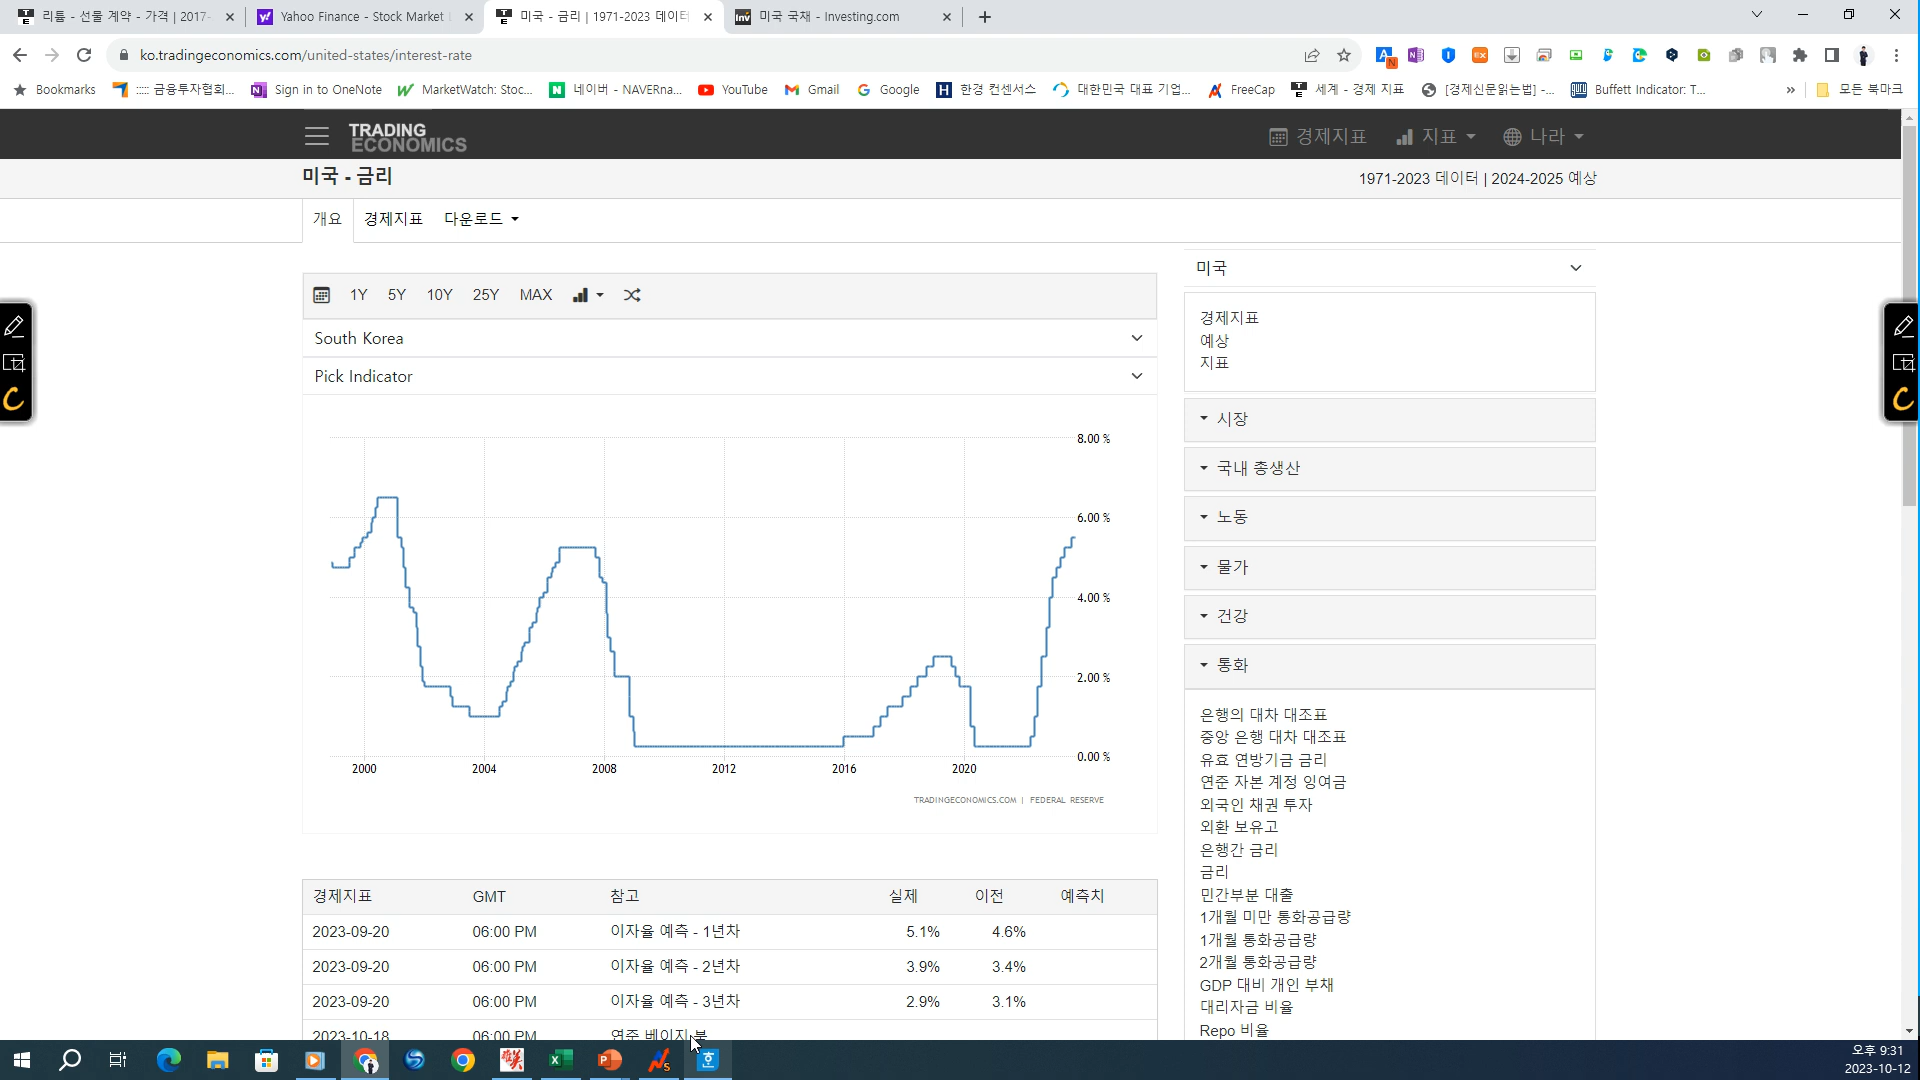 리튬 - 선물 계약 - 가격 | 2017-
Yahoo Finance - Stock Market
미국 - 금리 | 1971-2023 데이터
미국 국채 - Investing.com
ko.tradingeconomics.com/united-states/interest-rate
Bookmarks
::::: 금융투자협회...
Sign in to OneNote
MarketWatch: Stoc...
네이버 - NAVERna...
YouTube
Gmail
Google
한경 컨센서스
대한민국 대표 기업...
FreeCap
세계 - 경제 지표
[경제신문읽는법] -...
Buffett Indicator: T...
»
모든 북마크
TRADING
ECONOMICS
경제지표
지표
나라
미국 - 금리
1971-2023 데이터 | 2024-2025 예상
개요
경제지표
다운로드
1Y
5Y
10Y
25Y
MAX
South Korea
Pick Indicator
8.00 %
6.00 %
4.00 %
2.00 %
0.00 %
2000
2004
2008
2012
2016
2020
TRADINGECONOMICS.COM | FEDERAL RESERVE
경제지표 GMT 참고 실제 이전 예측치
2023-09-20 06:00 PM 이자율 예측 - 1년차 5.1% 4.6%
2023-09-20 06:00 PM 이자율 예측 - 2년차 3.9% 3.4%
2023-09-20 06:00 PM 이자율 예측 - 3년차 2.9% 3.1%
2023-10-18 06:00 PM 연준 베이지 북
미국
경제지표
예상
지표
시장
국내 총생산
노동
물가
건강
통화
은행의 대차 대조표
중앙 은행 대차 대조표
유효 연방기금 금리
연준 자본 계정 잉여금
외국인 채권 투자
외환 보유고
은행간 금리
금리
민간부분 대출
1개월 미만 통화공급량
1개월 통화공급량
2개월 통화공급량
GDP 대비 개인 부채
대리자금 비율
Repo 비율
오후 9:31
2023-10-12